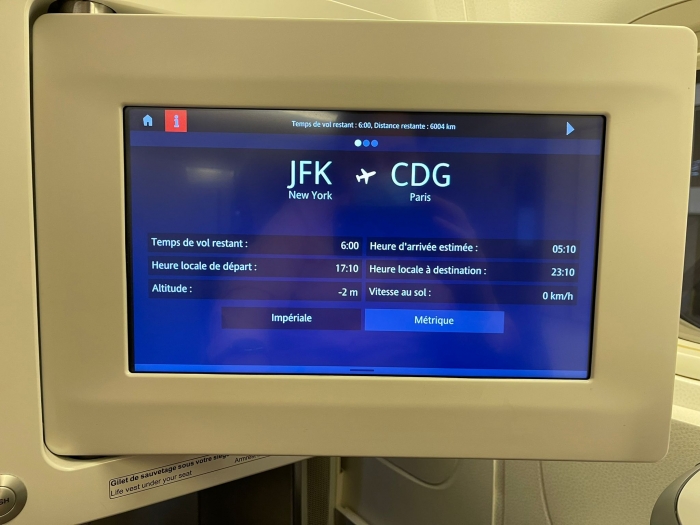 i
Temps de vol restant : 6:00, Distance restante : 6004 km
JFK CDG
New York Paris
Temps de vol restant : 6:00 Heure d'arrivée estimée : 05:10
Heure locale de départ : 17:10 Heure locale à destination : 23:10
Altitude : -2 m Vitesse au sol : 0 km/h
Impériale Métrique
Gilet de sauvetage sous votre siège
Life vest under your seat